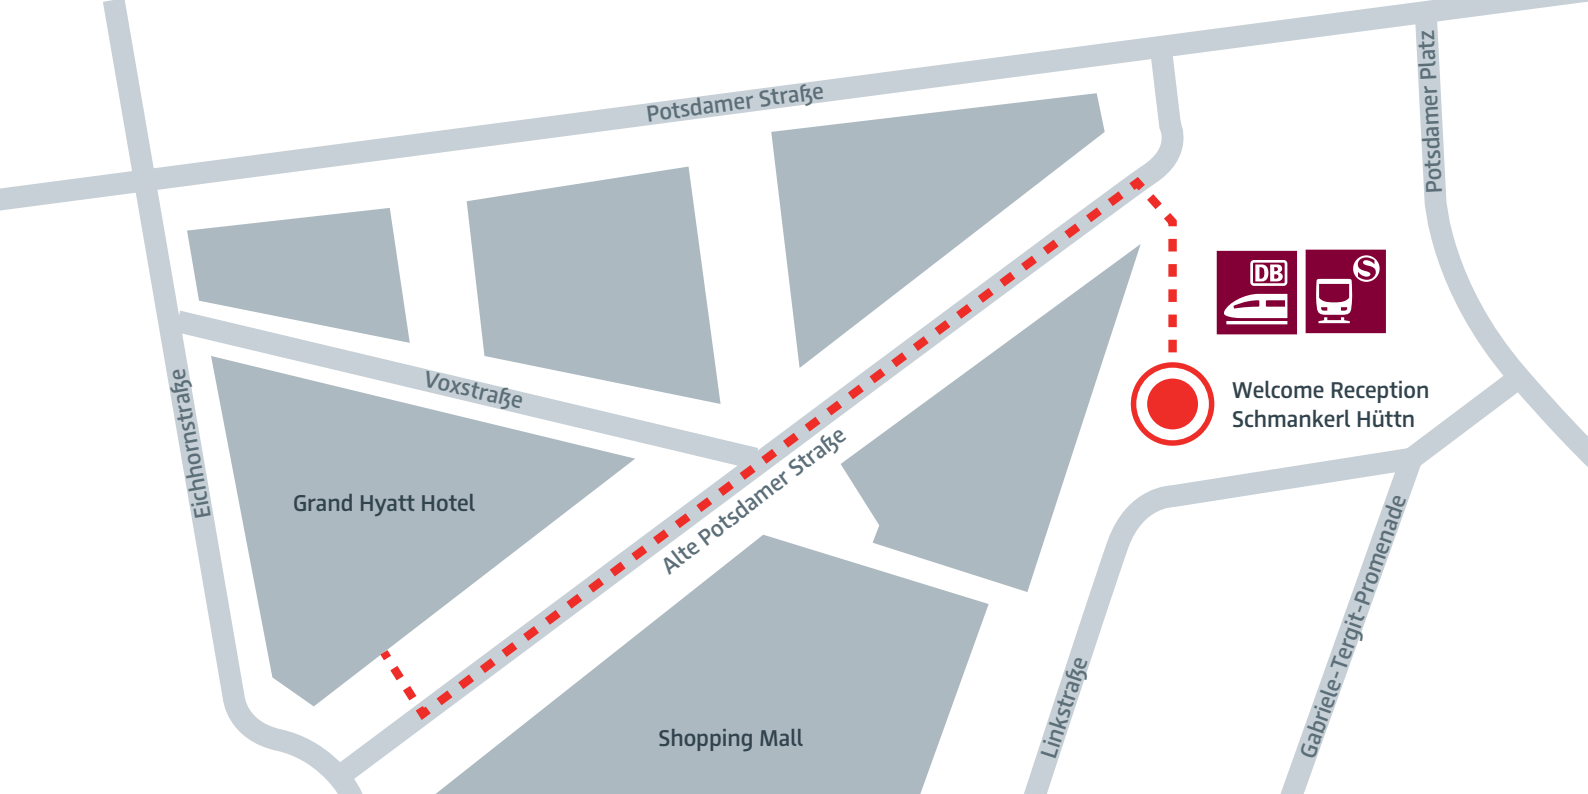 Potsdamer Platz
Potsdamer Straße
DB
S
Voxstraße
Eichhornstraße
Welcome Reception
Schmankerl Hüttn
Grand Hyatt Hotel
Alte Potsdamer Straße
Gabriele-Tergit-Promenade
Linkstraße
Shopping Mall